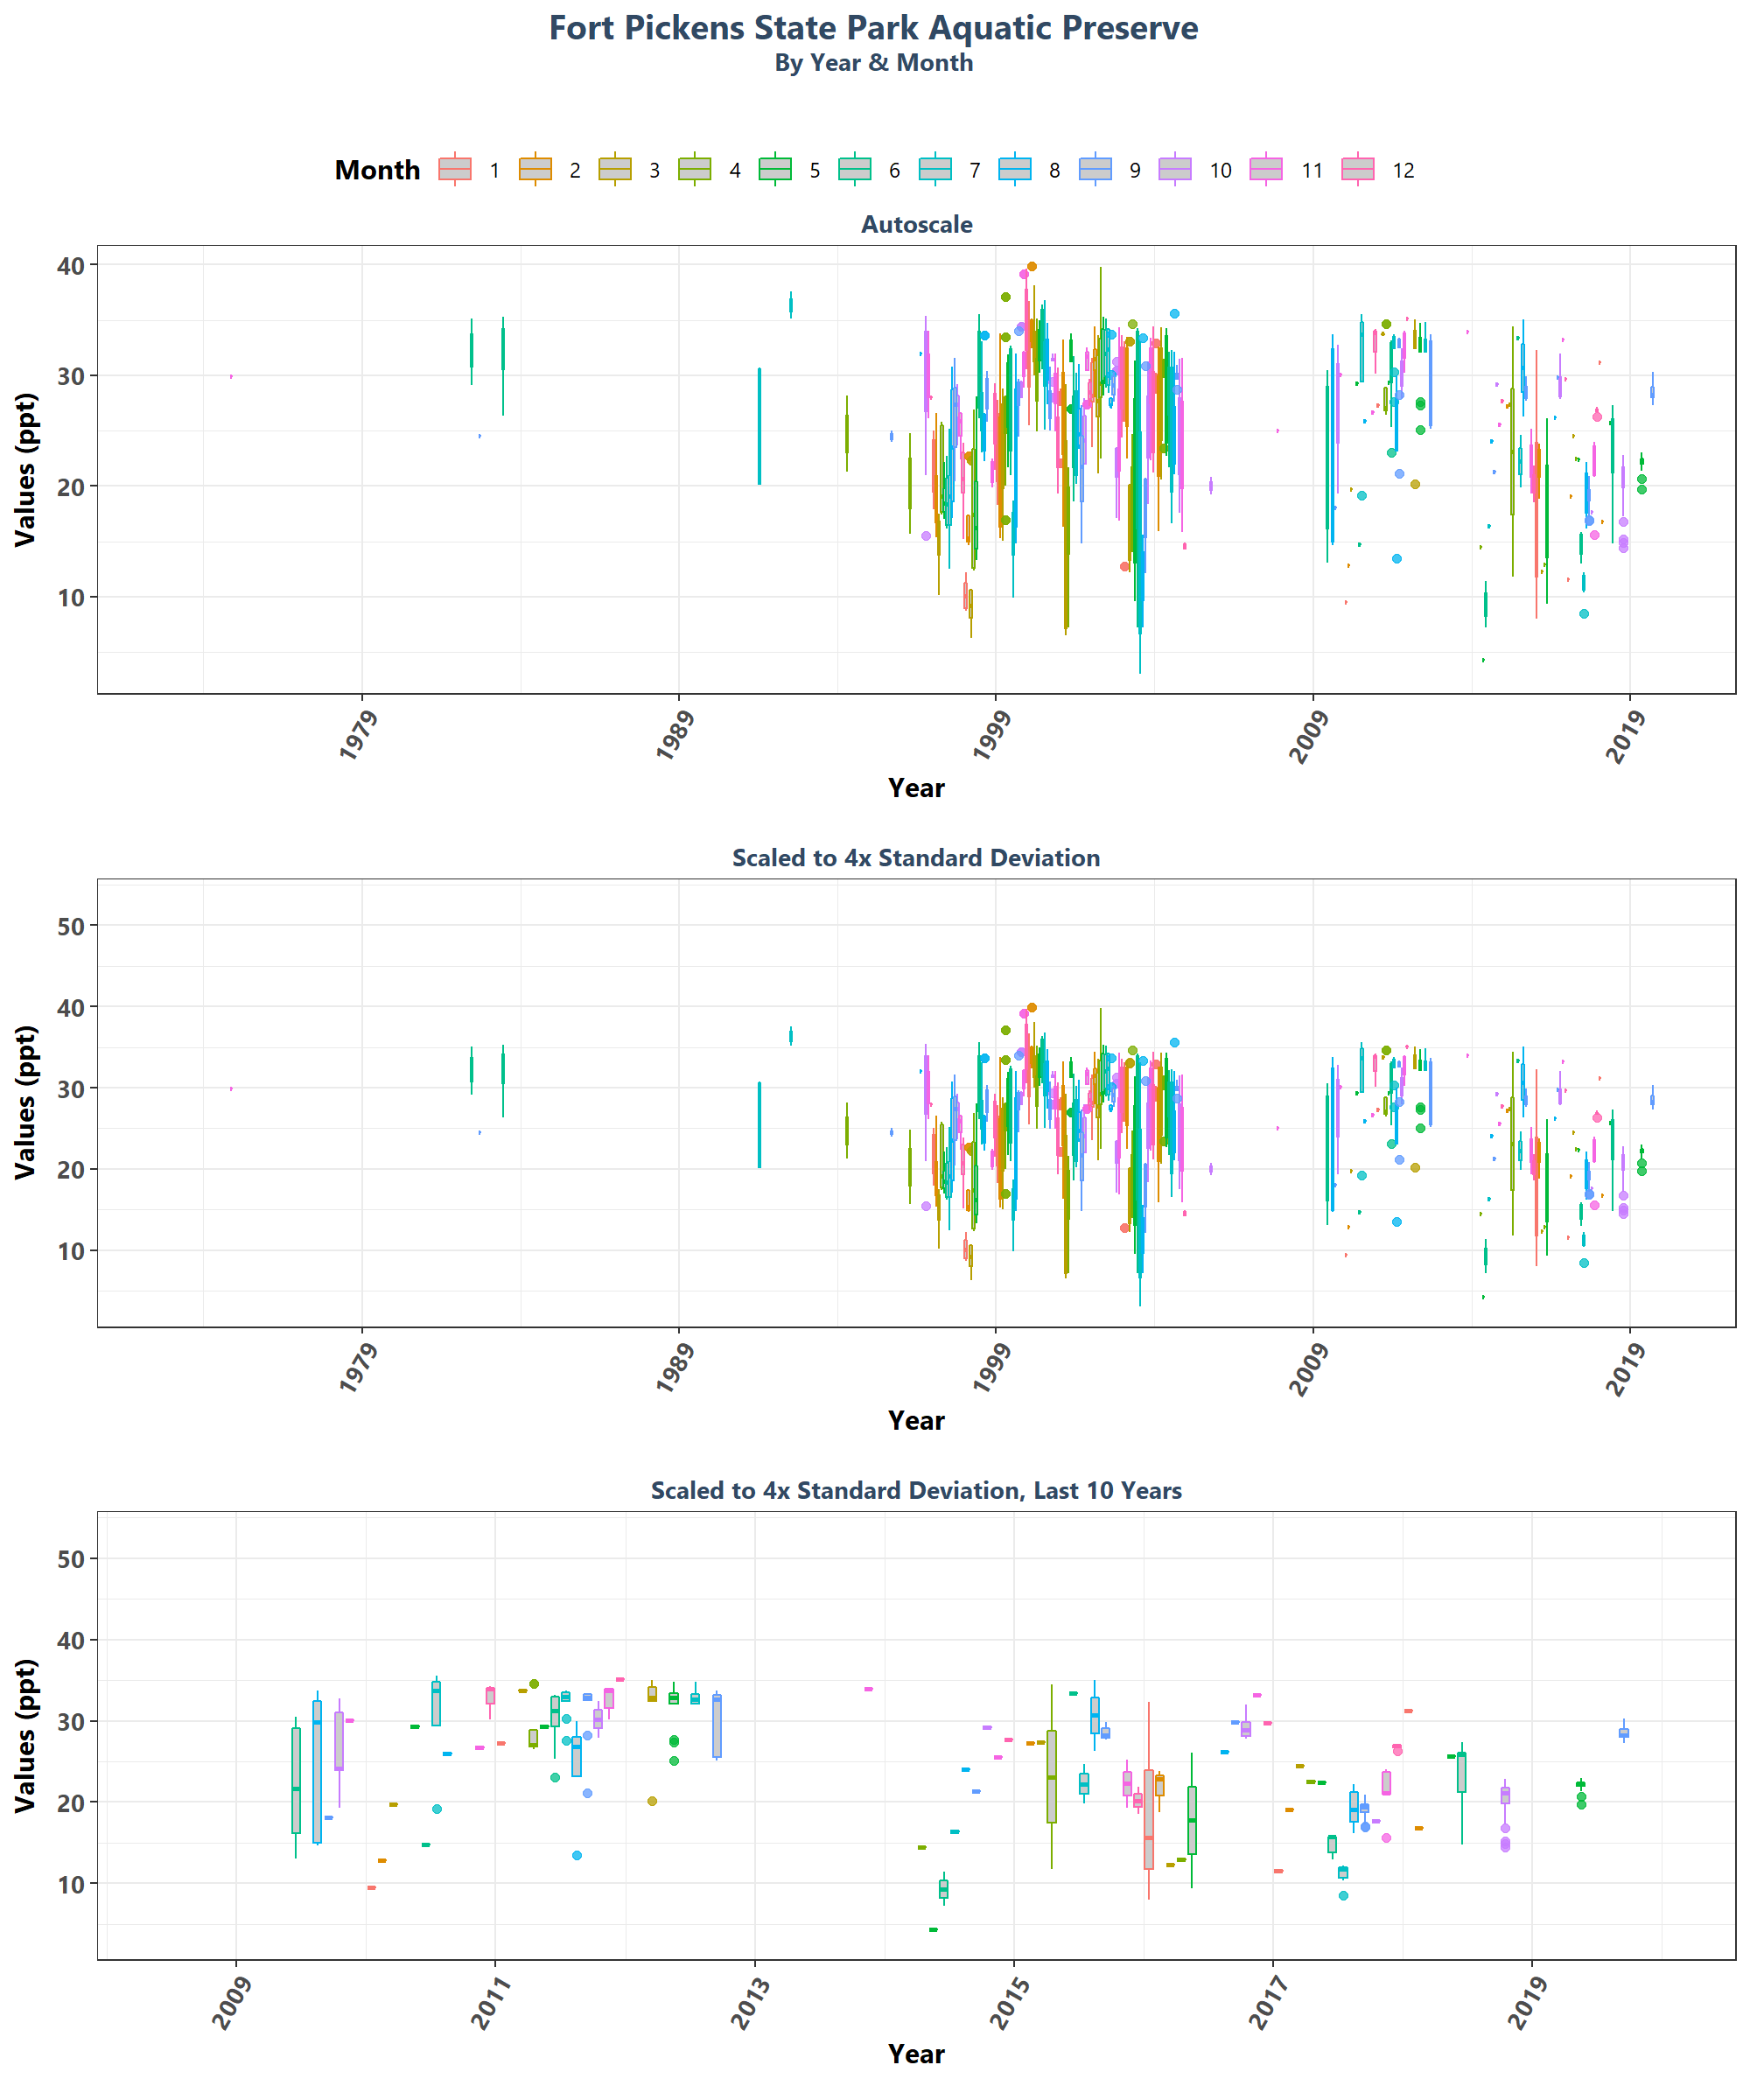 Fort Pickens State Park Aquatic Preserve
By Year & Month
Month 1 2 3 4 5 6 7 8 9 10 11 12
Autoscale
Values (ppt)
40
30
20
10
1979 1989 1999 2009 2019
Year
Scaled to 4x Standard Deviation
Values (ppt)
50
40
30
20
10
1979 1989 1999 2009 2019
Year
Scaled to 4x Standard Deviation, Last 10 Years
Values (ppt)
50
40
30
20
10
2009 2011 2013 2015 2017 2019
Year